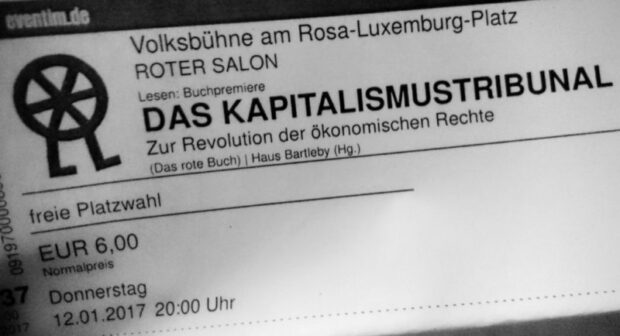 eventim.de
Volksbühne am Rosa-Luxemburg-Platz
ROTER SALON
Lesen: Buchpremiere
DAS KAPITALISMUSTRIBUNAL
Zur Revolution der ökonomischen Rechte
(Das rote Buch) | Haus Bartleby (Hg.)
freie Platzwahl
EUR 6,00
Normalpreis
Donnerstag
12.01.2017 20:00 Uhr
37